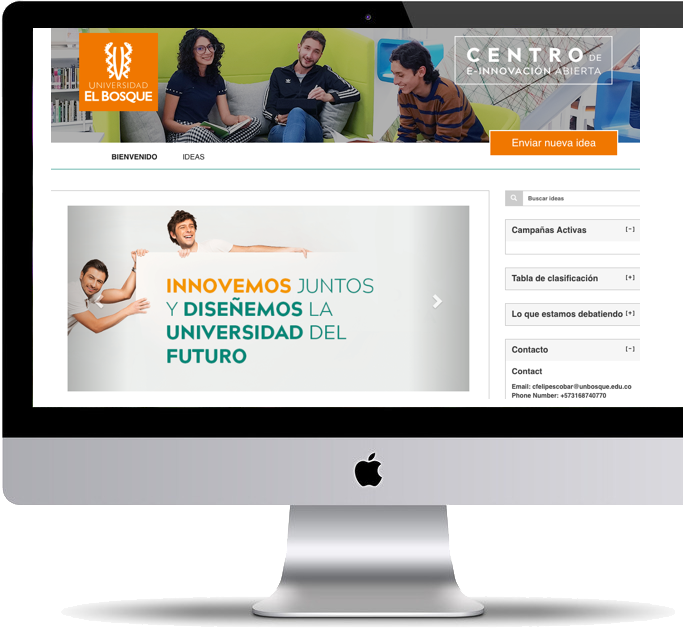 UNIVERSIDAD
EL BOSQUE
CENTRO DE
E-INNOVACIÓN ABIERTA
Enviar nueva idea
BIENVENIDO IDEAS
Buscar ideas
INNOVEMOS JUNTOS
Y DISEÑEMOS LA
UNIVERSIDAD DEL
FUTURO
Campañas Activas [-]
Tabla de clasificación [+]
Lo que estamos debatiendo [+]
Contacto [-]
Contact
Email: cfelipescobar@unbosque.edu.co
Phone Number: +573168740770